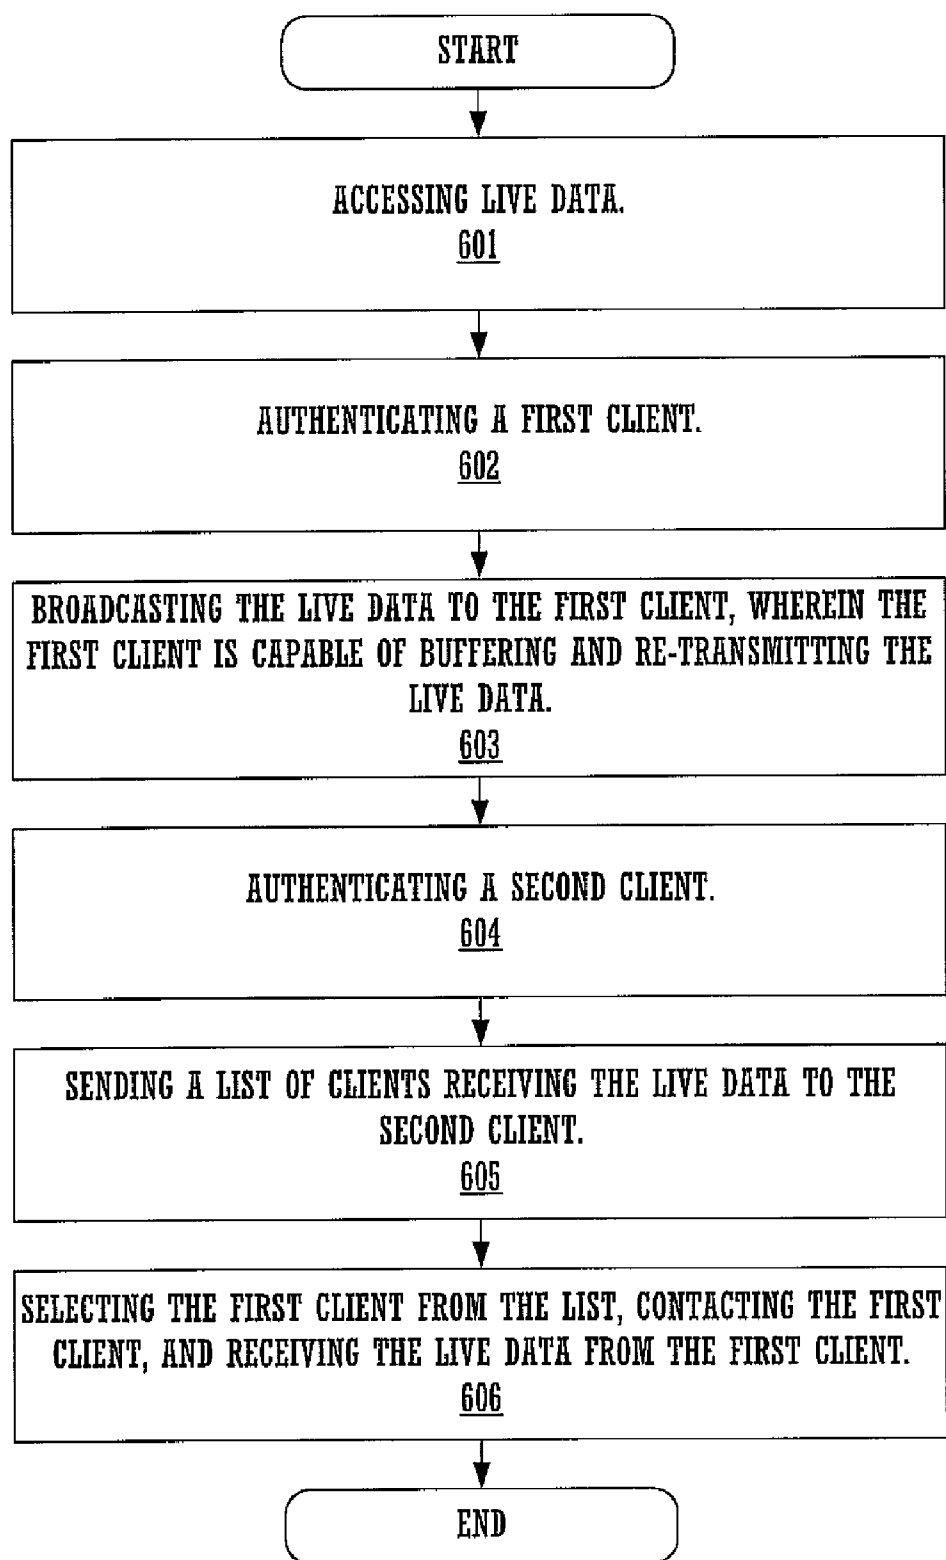 START
ACCESSING LIVE DATA.
601
AUTHENTICATING A FIRST CLIENT.
602
BROADCASTING THE LIVE DATA TO THE FIRST CLIENT, WHEREIN THE
FIRST CLIENT IS CAPABLE OF BUFFERING AND RE-TRANSMITTING THE
LIVE DATA.
603
AUTHENTICATING A SECOND CLIENT.
604
SENDING A LIST OF CLIENTS RECEIVING THE LIVE DATA TO THE
SECOND CLIENT.
605
SELECTING THE FIRST CLIENT FROM THE LIST, CONTACTING THE FIRST
CLIENT, AND RECEIVING THE LIVE DATA FROM THE FIRST CLIENT.
606
END